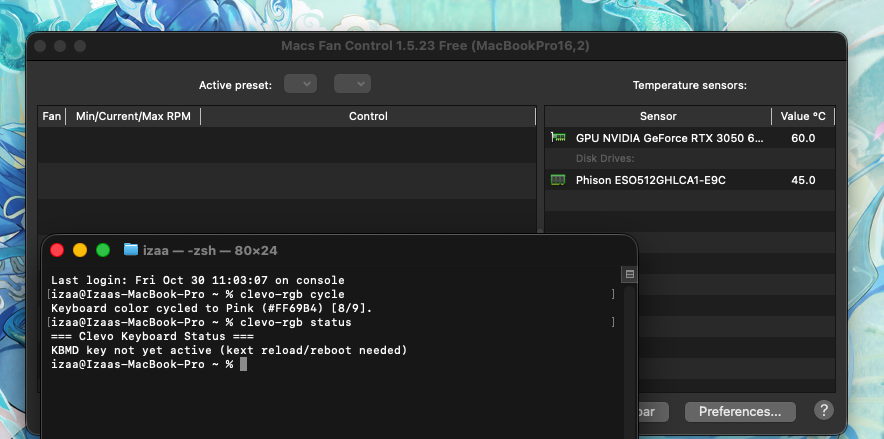 Macs Fan Control 1.5.23 Free (MacBookPro16,2)
Active preset:
Temperature sensors:
Fan Min/Current/Max RPM Control
Sensor Value °C
GPU NVIDIA GeForce RTX 3050 6... 60.0
Disk Drives:
Phison ESO512GHLCA1-E9C 45.0
izaa — -zsh — 80×24
Last login: Fri Oct 30 11:03:07 on console
[izaa@Izaas-MacBook-Pro ~ % clevo-rgb cycle ]
Keyboard color cycled to Pink (#FF69B4) [8/9].
[izaa@Izaas-MacBook-Pro ~ % clevo-rgb status ]
=== Clevo Keyboard Status ===
KBMD key not yet active (kext reload/reboot needed)
izaa@Izaas-MacBook-Pro ~ %
bar Preferences... ?